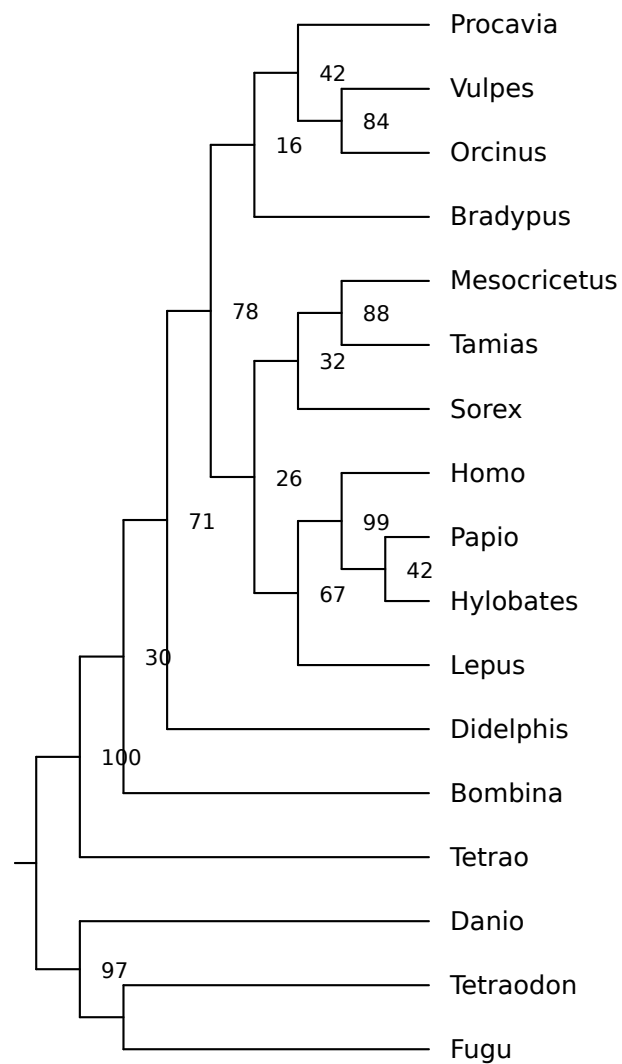 Procavia
42
Vulpes
84
Orcinus
16
Bradypus
Mesocricetus
78
88
Tamias
32
Sorex
Homo
26
99
71
Papio
42
67
Hylobates
30
Lepus
Didelphis
100
Bombina
Tetrao
Danio
97
Tetraodon
Fugu